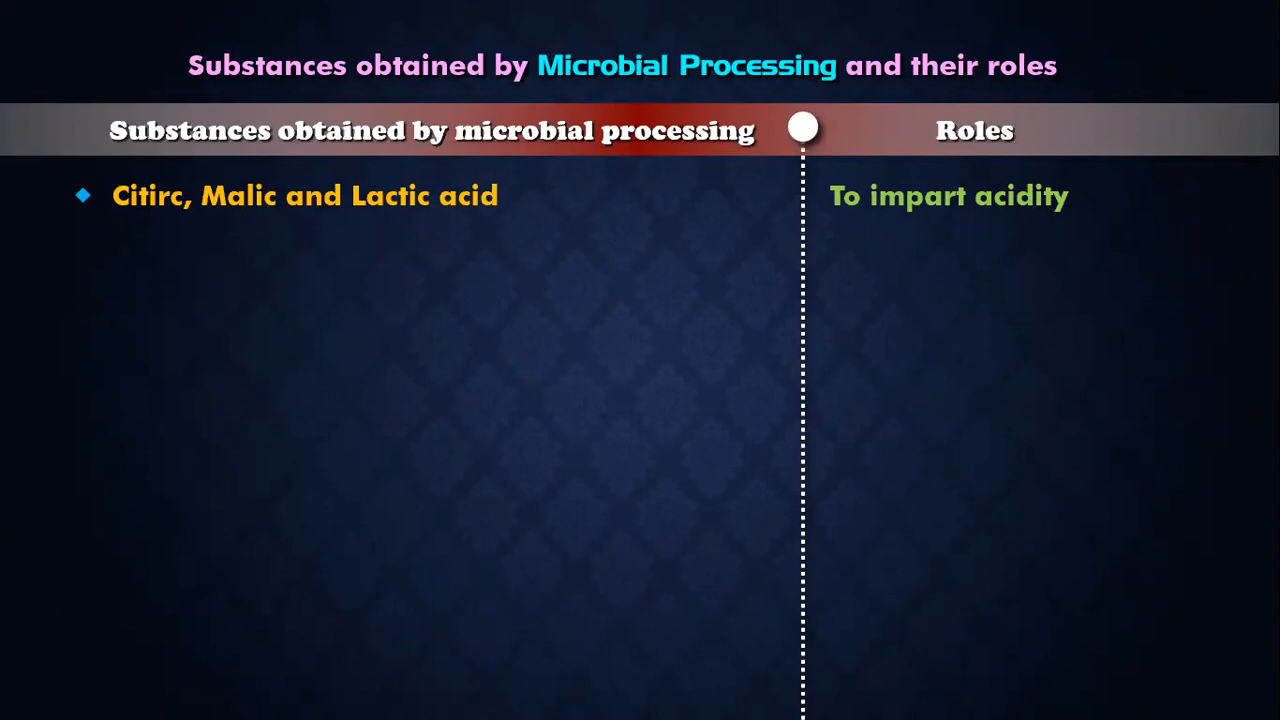 Substances obtained by Microbial Processing and their roles
Substances obtained by microbial processing Roles
Citirc, Malic and Lactic acid To impart acidity